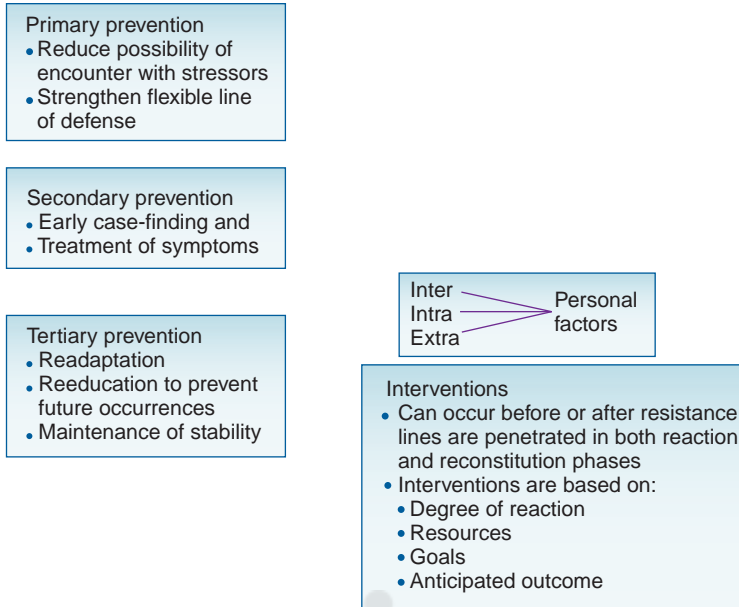 Primary prevention
• Reduce possibility of
encounter with stressors
• Strengthen flexible line
of defense
Secondary prevention
• Early case-finding and
• Treatment of symptoms
Tertiary prevention
• Readaptation
• Reeducation to prevent
future occurrences
• Maintenance of stability
Inter
Intra
Extra
Personal
factors
Interventions
• Can occur before or after resistance
lines are penetrated in both reaction
and reconstitution phases
• Interventions are based on:
• Degree of reaction
• Resources
• Goals
• Anticipated outcome